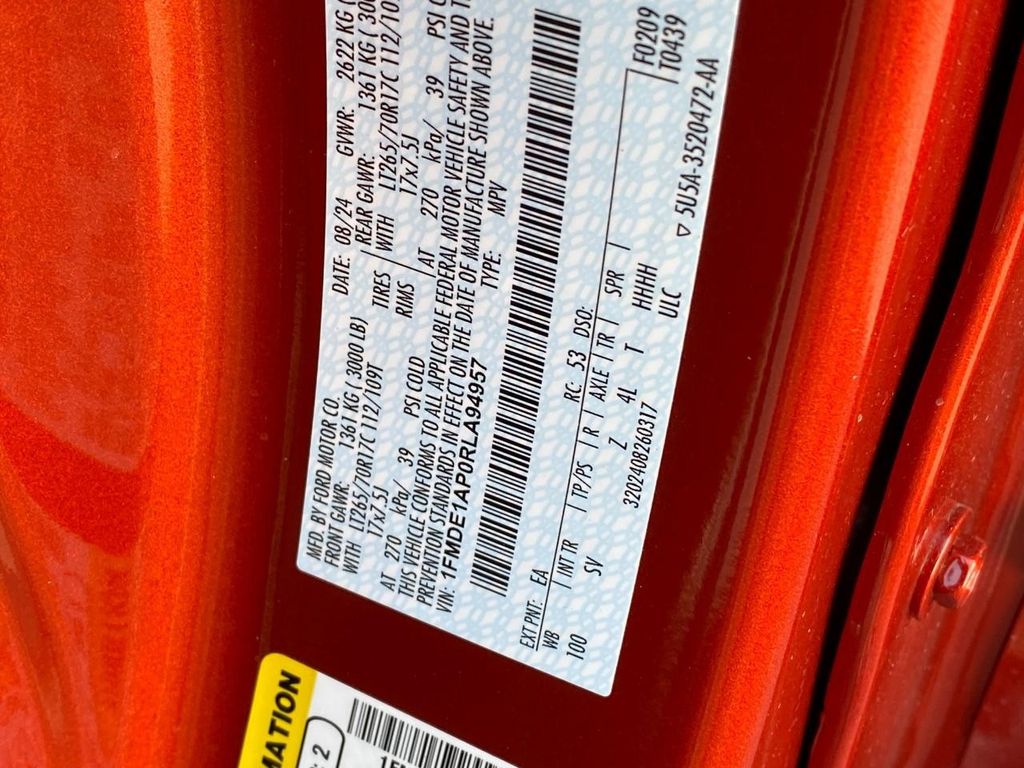 MFD. BY FORD MOTOR CO.
DATE: 08/24 GVWR: 2622 KG (
FRONT GAWR: 1361 KG ( 3000 LB) REAR GAWR: 1361 KG ( 300
WITH LT265/70R17C 112/109T TIRES WITH LT265/70R17C 112/10
17x7.5J RIMS 17x7.5J
AT 270 kPa/ 39 PSI COLD AT 270 kPa/ 39 PSI C
THIS VEHICLE CONFORMS TO ALL APPLICABLE FEDERAL MOTOR VEHICLE SAFETY AND T
PREVENTION STANDARDS IN EFFECT ON THE DATE OF MANUFACTURE SHOWN ABOVE.
VIN: 1FMDE1AP0RLA94957 TYPE: MPV
EXT PNT: EA RC: 53 DSO: F0209
WB INT TR TP/PS R AXLE TR SPR T0439
100 SV Z 4L T HHHH
3202408260317 ULC
▽ 5U5A-3520472-AA
MATION
2